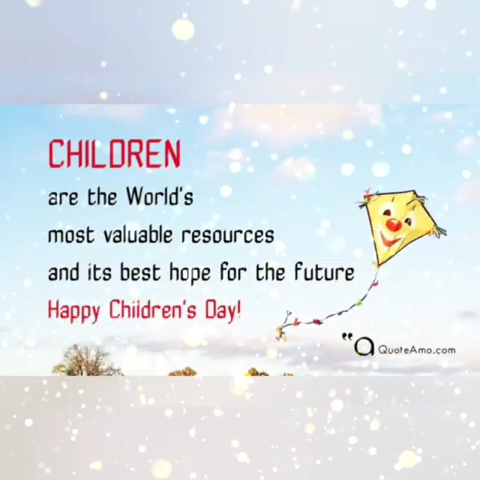 CHILDREN
are the World's
most valuable resources
and its best hope for the future
Happy Children's Day!
QuoteAmo.com